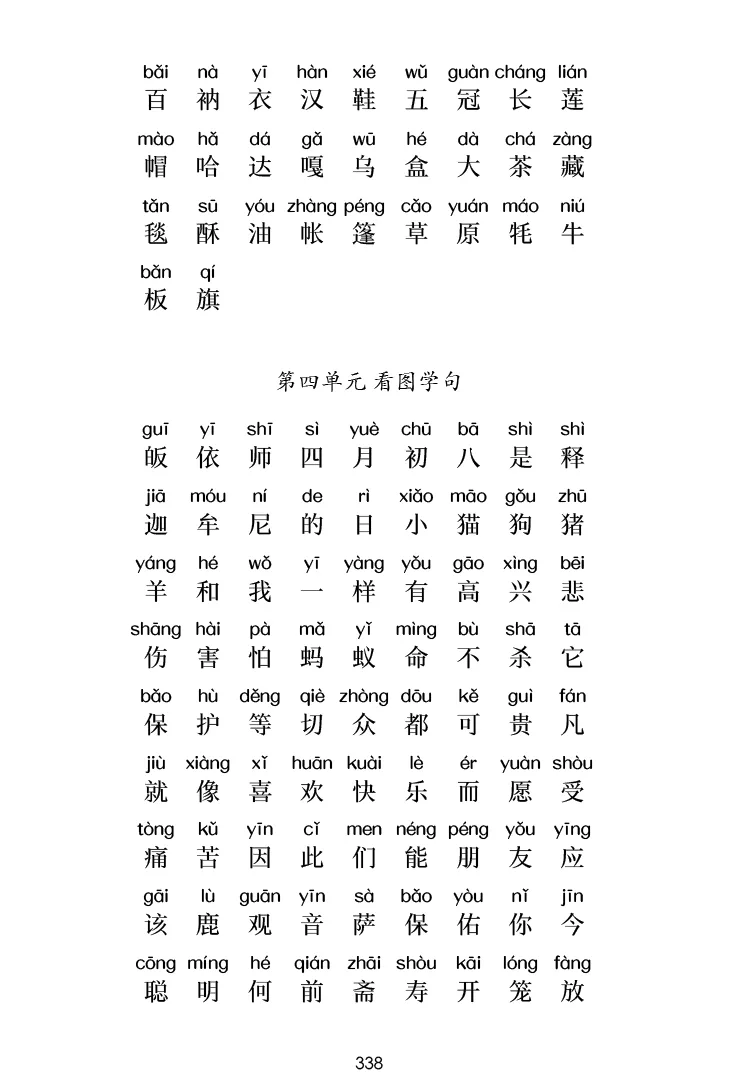 bǎi nà yī hàn xié wǔ guàn cháng lián
百 衲 衣 汉 鞋 五 冠 长 莲
mào hǎ dá gǎ wū hé dà chá zàng
帽 哈 达 嘎 乌 盒 大 茶 藏
tǎn sū yóu zhàng péng cǎo yuán máo niú
毯 酥 油 帐 篷 草 原 牦 牛
bǎn qí
板 旗
第四单元 看图学句
guī yī shī sì yuè chū bā shì shì
皈 依 师 四 月 初 八 是 释
jiā móu ní de rì xiǎo māo gǒu zhū
迦 牟 尼 的 日 小 猫 狗 猪
yáng hé wǒ yī yàng yǒu gāo xìng bēi
羊 和 我 一 样 有 高 兴 悲
shāng hài pà mǎ yǐ mìng bù shā tā
伤 害 怕 蚂 蚁 命 不 杀 它
bǎo hù děng qiè zhòng dōu kě guì fán
保 护 等 切 众 都 可 贵 凡
jiù xiàng xǐ huān kuài lè ér yuàn shòu
就 像 喜 欢 快 乐 而 愿 受
tòng kǔ yīn cǐ men néng péng yǒu yīng
痛 苦 因 此 们 能 朋 友 应
gāi lù guān yīn sà bǎo yòu nǐ jīn
该 鹿 观 音 萨 保 佑 你 今
cōng míng hé qián zhāi shòu kāi lóng fàng
聪 明 何 前 斋 寿 开 笼 放
338